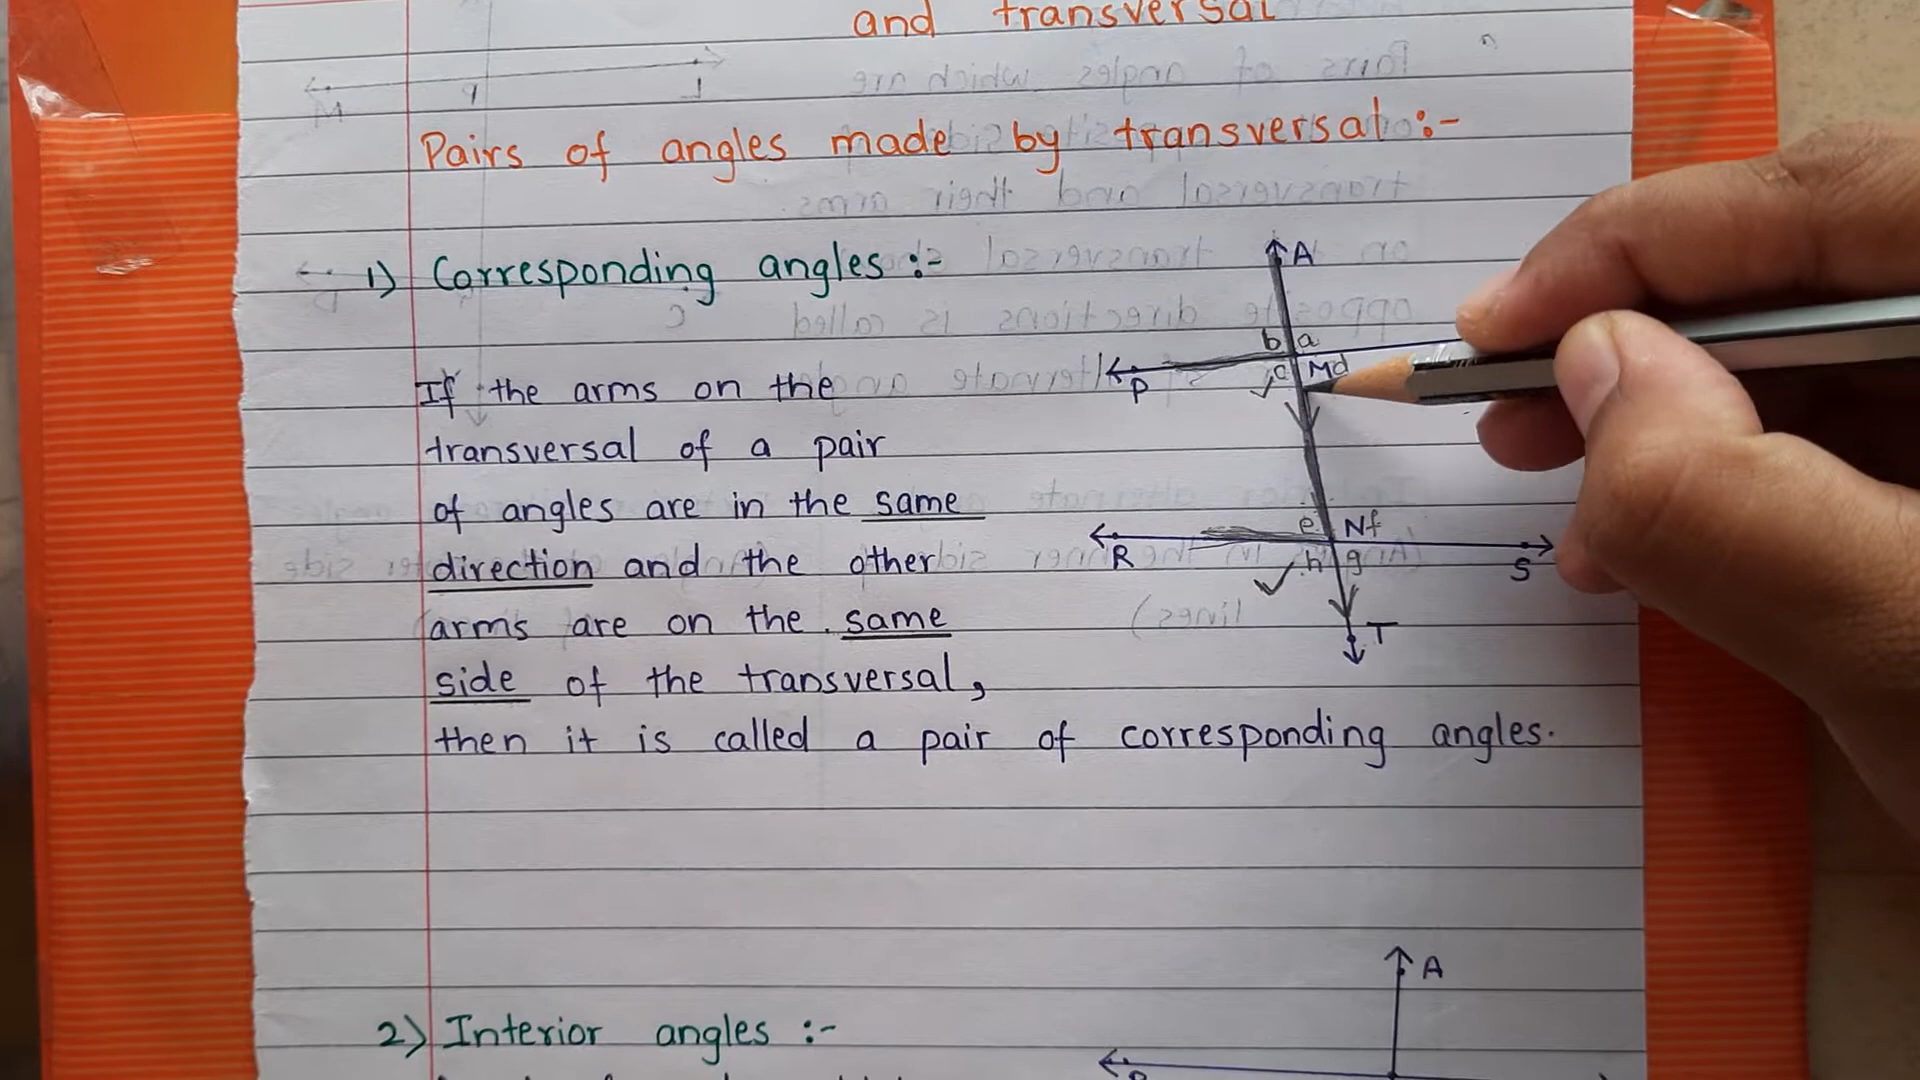 and transversal
Pairs of angles made by transversal :-
1) Corresponding angles :-
If the arms on the
transversal of a pair
of angles are in the same
direction and the other
arms are on the same
side of the transversal,
then it is called a pair of corresponding angles.
A
b a
c M d
P
e N f
R h g S
T
2) Interior angles :-
A